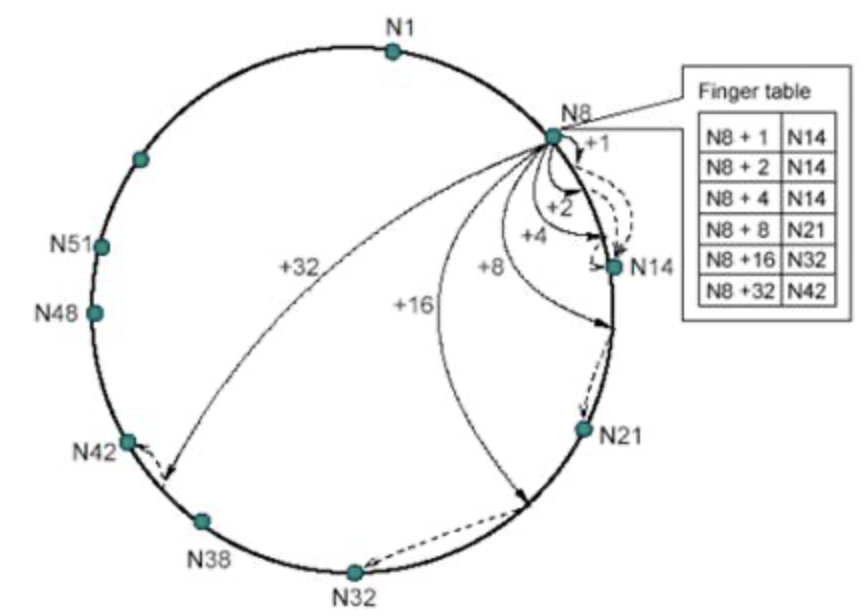 N1
N8
Finger table
N8 + 1 N14
N8 + 2 N14
N8 + 4 N14
N8 + 8 N21
N8 +16 N32
N8 +32 N42
+1
+2
+4
+8
+16
+32
N14
N51
N48
N42
N21
N38
N32